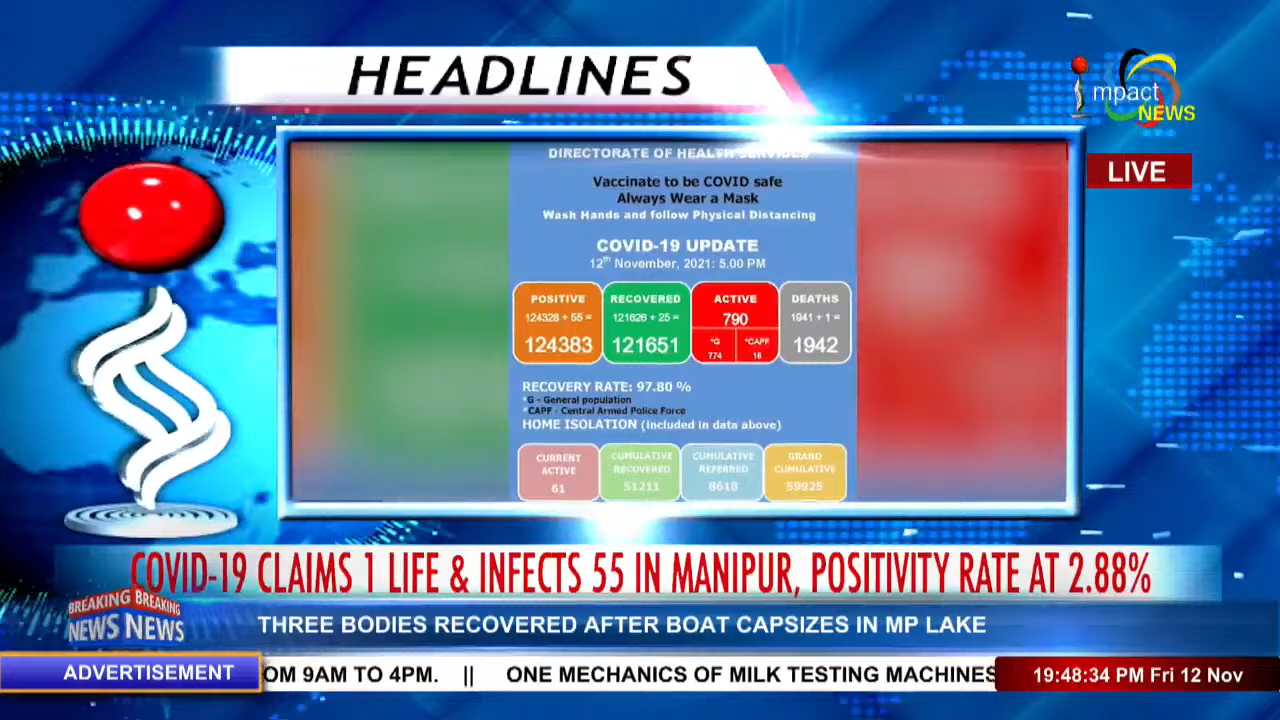 HEADLINES
ımpact
NEWS
LIVE
DIRECTORATE OF HEALTH SERVICES
Vaccinate to be COVID safe
Always Wear a Mask
Wash Hands and follow Physical Distancing
COVID-19 UPDATE
12th November, 2021: 5.00 PM
POSITIVE
124328 + 55 =
124383
RECOVERED
121626 + 25 =
121651
ACTIVE
790
*G
774
*CAPF
16
DEATHS
1941 + 1 =
1942
RECOVERY RATE: 97.80 %
*G - General population
*CAPF - Central Armed Police Force
HOME ISOLATION (included in data above)
CURRENT
ACTIVE
61
CUMULATIVE
RECOVERED
51211
CUMULATIVE
REFERRED
8618
GRAND
CUMULATIVE
59925
COVID-19 CLAIMS 1 LIFE & INFECTS 55 IN MANIPUR, POSITIVITY RATE AT 2.88%
BREAKING BREAKING
NEWS NEWS
THREE BODIES RECOVERED AFTER BOAT CAPSIZES IN MP LAKE
ADVERTISEMENT
OM 9AM TO 4PM. || ONE MECHANICS OF MILK TESTING MACHINES
19:48:34 PM Fri 12 Nov